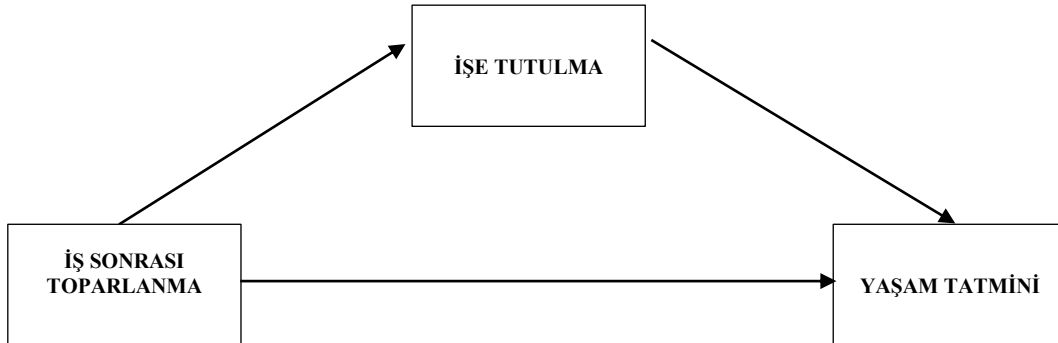 İŞE TUTULMA
İŞ SONRASI
TOPARLANMA
YAŞAM TATMİNİ